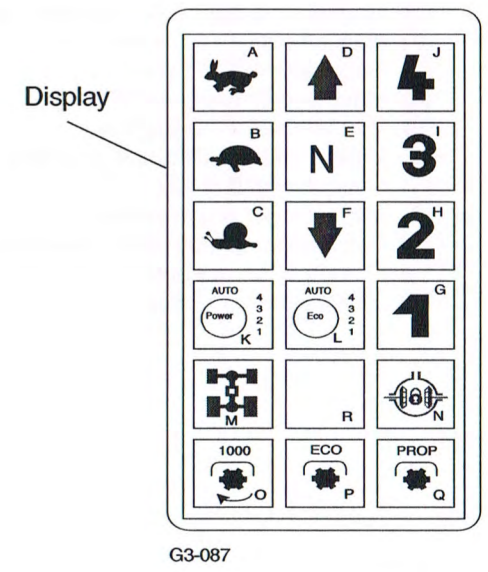 Display
A
D
J
4
B
E
N
I
3
C
F
H
2
AUTO
Power
4
3
2
1
K
AUTO
Eco
4
3
2
1
L
G
1
M
R
N
1000
O
ECO
P
PROP
Q
G3-087